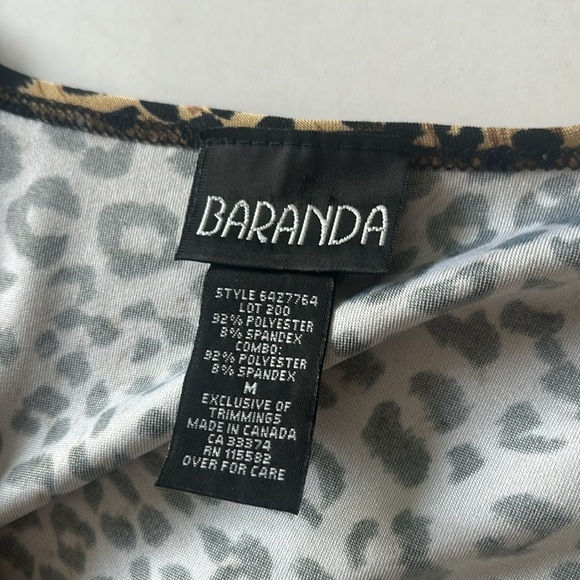 BARANDA
STYLE 64Z7764
LOT 200
92% POLYESTER
8% SPANDEX
COMBO:
92% POLYESTER
8% SPANDEX
M
EXCLUSIVE OF
TRIMMINGS
MADE IN CANADA
CA 33374
RN 115582
OVER FOR CARE